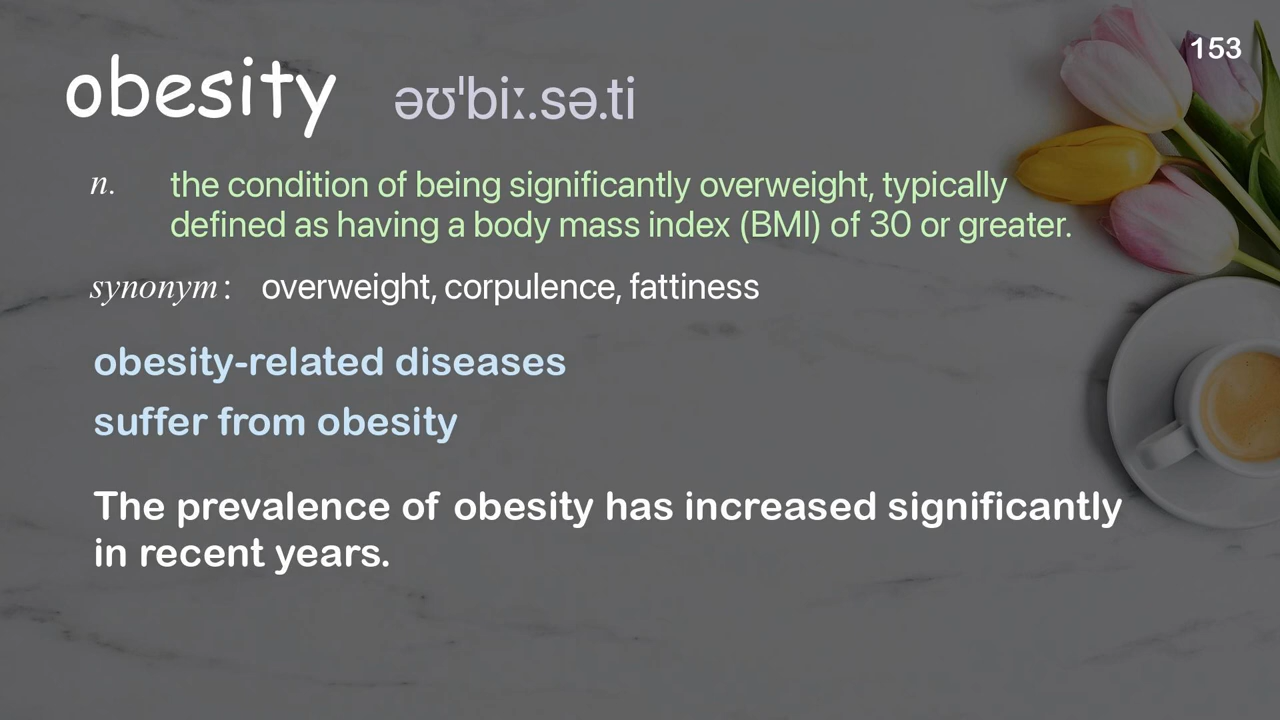 153
obesity əʊˈbiː.sə.ti
n. the condition of being significantly overweight, typically
defined as having a body mass index (BMI) of 30 or greater.
synonym: overweight, corpulence, fattiness
obesity-related diseases
suffer from obesity
The prevalence of obesity has increased significantly
in recent years.